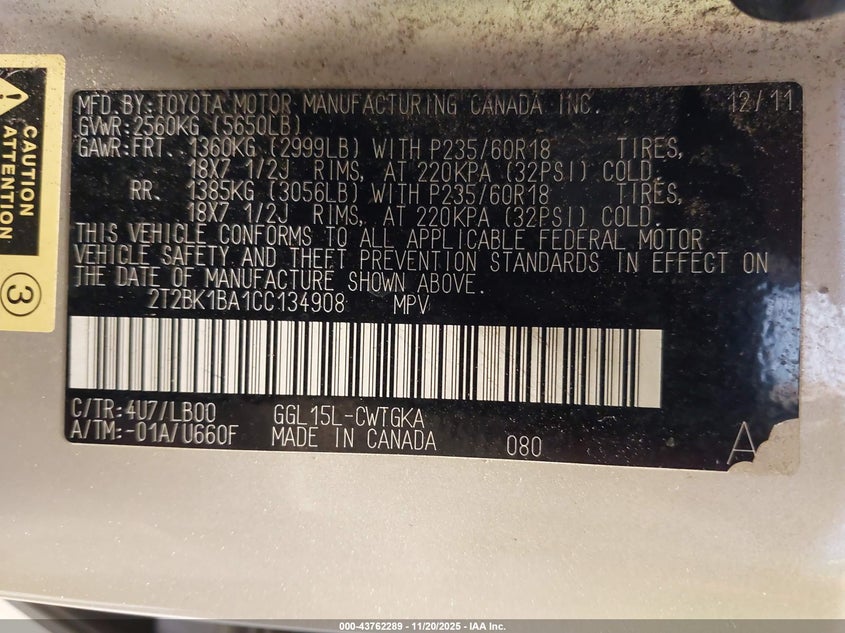 CAUTION
ATTENTION
3
MFD. BY: TOYOTA MOTOR MANUFACTURING CANADA INC. 12/11
GVWR: 2560KG (5650LB)
GAWR: FRT. 1360KG (2999LB) WITH P235/60R18 TIRES,
18X7 1/2J RIMS, AT 220KPA (32PSI) COLD.
RR. 1385KG (3056LB) WITH P235/60R18 TIRES,
18X7 1/2J RIMS, AT 220KPA (32PSI) COLD.
THIS VEHICLE CONFORMS TO ALL APPLICABLE FEDERAL MOTOR
VEHICLE SAFETY AND THEFT PREVENTION STANDARDS IN EFFECT ON
THE DATE OF MANUFACTURE SHOWN ABOVE.
2T2BK1BA1CC134908 MPV
C/TR: 4U7/LB00 GGL15L-CWTGKA
A/TM: -01A/U660F MADE IN CANADA 080 A
000-43762289 - 11/20/2025 - IAA Inc.